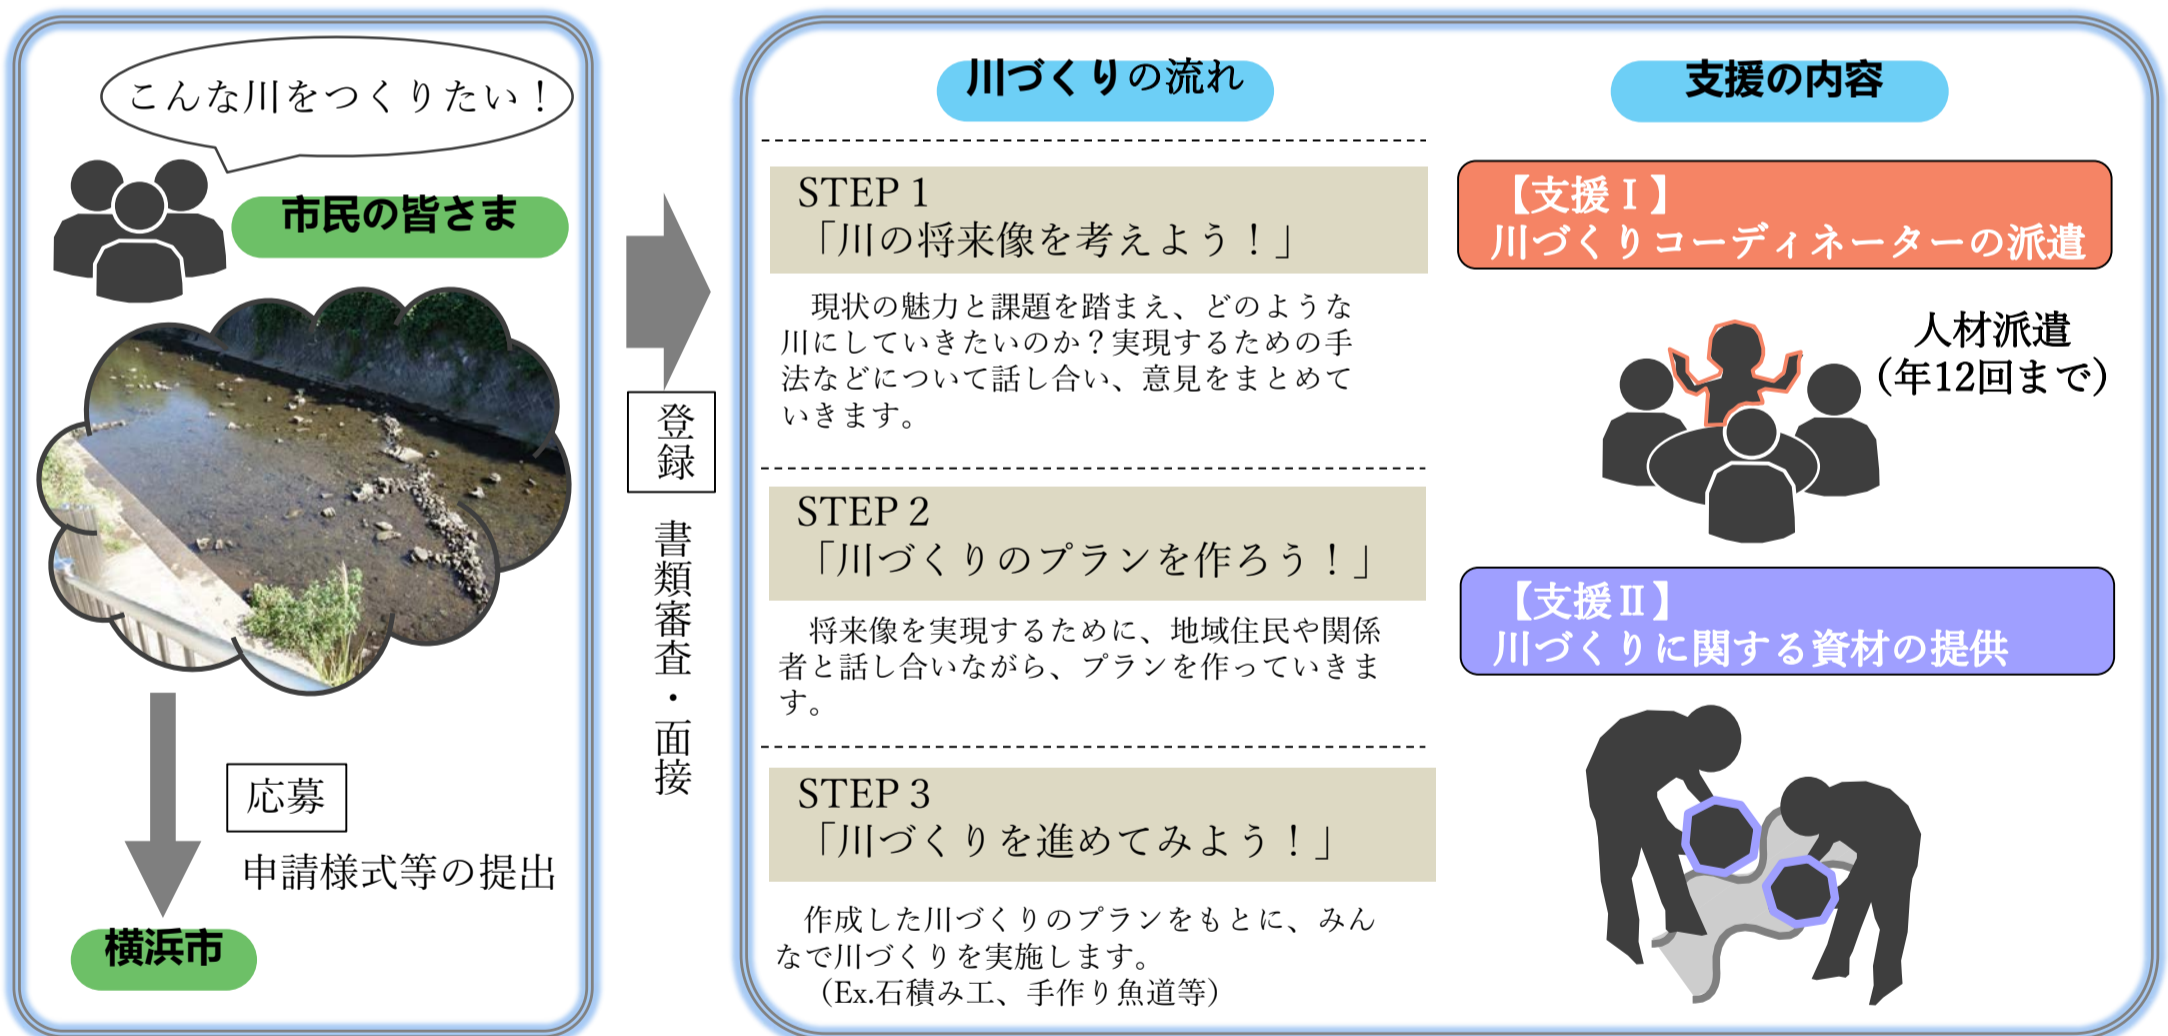 こんな川をつくりたい！
市民の皆さま
応募
申請様式等の提出
横浜市
登録
書類審査・面接
川づくりの流れ
STEP１
「川の将来像を考えよう！」
現状の魅力と課題を踏まえ、どのような
川にしていきたいのか？実現するための手
法などについて話し合い、意見をまとめて
いきます。
STEP２
「川づくりのプランを作ろう！」
将来像を実現するために、地域住民や関係
者と話し合いながら、プランを作っていきま
す。
STEP３
「川づくりを進めてみよう！」
作成した川づくりのプランをもとに、みん
なで川づくりを実施します。
（Ex.石積み工、手作り魚道等）
支援の内容
【支援Ⅰ】
川づくりコーディネーターの派遣
人材派遣
（年12回まで）
【支援Ⅱ】
川づくりに関する資材の提供